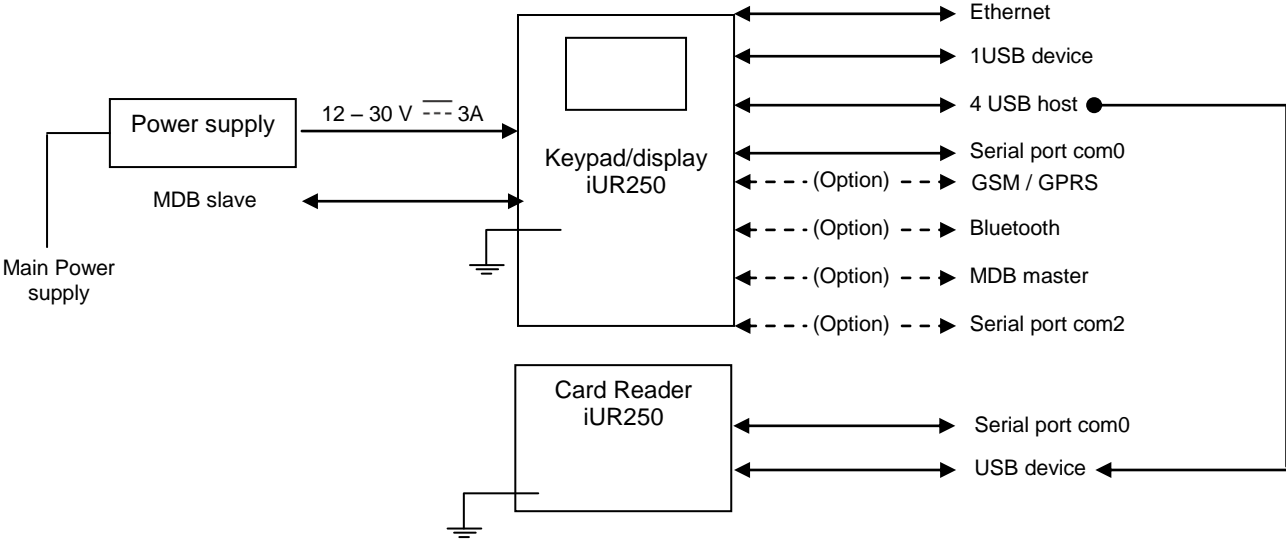 Ethernet
1USB device
4 USB host
Power supply
12 – 30 V ⎓ 3A
Keypad/display
iUR250
Serial port com0
(Option)
GSM / GPRS
MDB slave
(Option)
Bluetooth
Main Power
supply
(Option)
MDB master
(Option)
Serial port com2
Card Reader
iUR250
Serial port com0
USB device